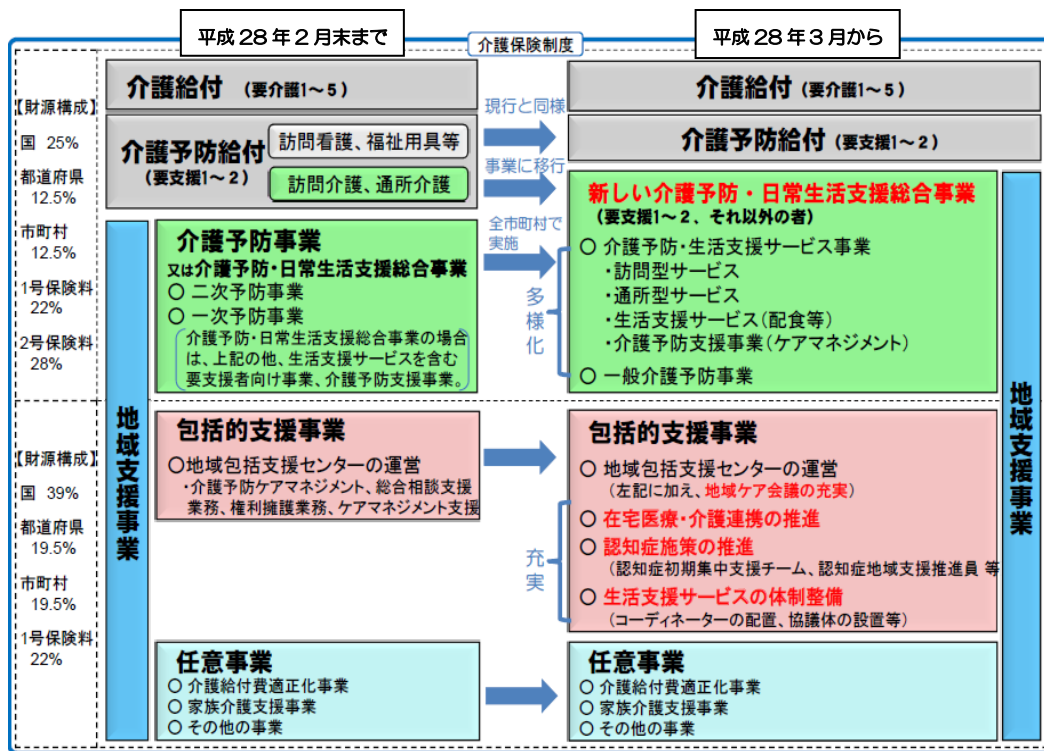 平成28年2月末まで
介護保険制度
平成28年3月から
【財源構成】
国 25%
都道府県
12.5%
市町村
12.5%
1号保険料
22%
2号保険料
28%
介護給付 (要介護1～5)
介護予防給付
(要支援1～2)
訪問看護、福祉用具等
訪問介護、通所介護
現行と同様
事業に移行
全市町村で
実施
多様化
介護給付 (要介護1～5)
介護予防給付 (要支援1～2)
介護予防事業
又は介護予防・日常生活支援総合事業
○ 二次予防事業
○ 一次予防事業
介護予防・日常生活支援総合事業の場合
は、上記の他、生活支援サービスを含む
要支援者向け事業、介護予防支援事業。
新しい介護予防・日常生活支援総合事業
(要支援1～2、それ以外の者)
○ 介護予防・生活支援サービス事業
・訪問型サービス
・通所型サービス
・生活支援サービス(配食等)
・介護予防支援事業(ケアマネジメント)
○ 一般介護予防事業
地域支援事業
地域支援事業
【財源構成】
国 39%
都道府県
19.5%
市町村
19.5%
1号保険料
22%
包括的支援事業
○地域包括支援センターの運営
・介護予防ケアマネジメント、総合相談支援
業務、権利擁護業務、ケアマネジメント支援
充実
包括的支援事業
○ 地域包括支援センターの運営
(左記に加え、地域ケア会議の充実)
○ 在宅医療・介護連携の推進
○ 認知症施策の推進
(認知症初期集中支援チーム、認知症地域支援推進員 等
○ 生活支援サービスの体制整備
(コーディネーターの配置、協議体の設置等)
任意事業
○ 介護給付費適正化事業
○ 家族介護支援事業
○ その他の事業
任意事業
○ 介護給付費適正化事業
○ 家族介護支援事業
○ その他の事業